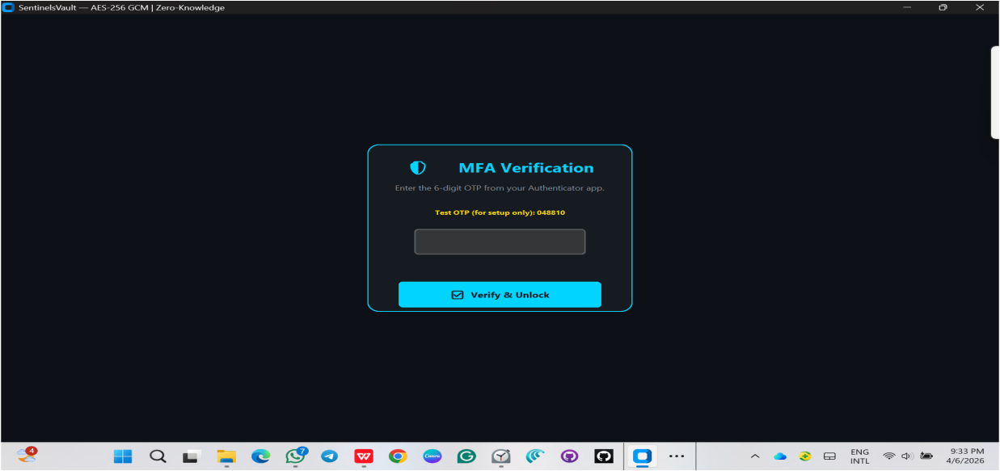 SentinelsVault — AES-256 GCM | Zero-Knowledge
MFA Verification
Enter the 6-digit OTP from your Authenticator app.
Test OTP (for setup only): 048810
Verify & Unlock
4
7
W
Canva
G
ENG
INTL
9:33 PM
4/6/2026